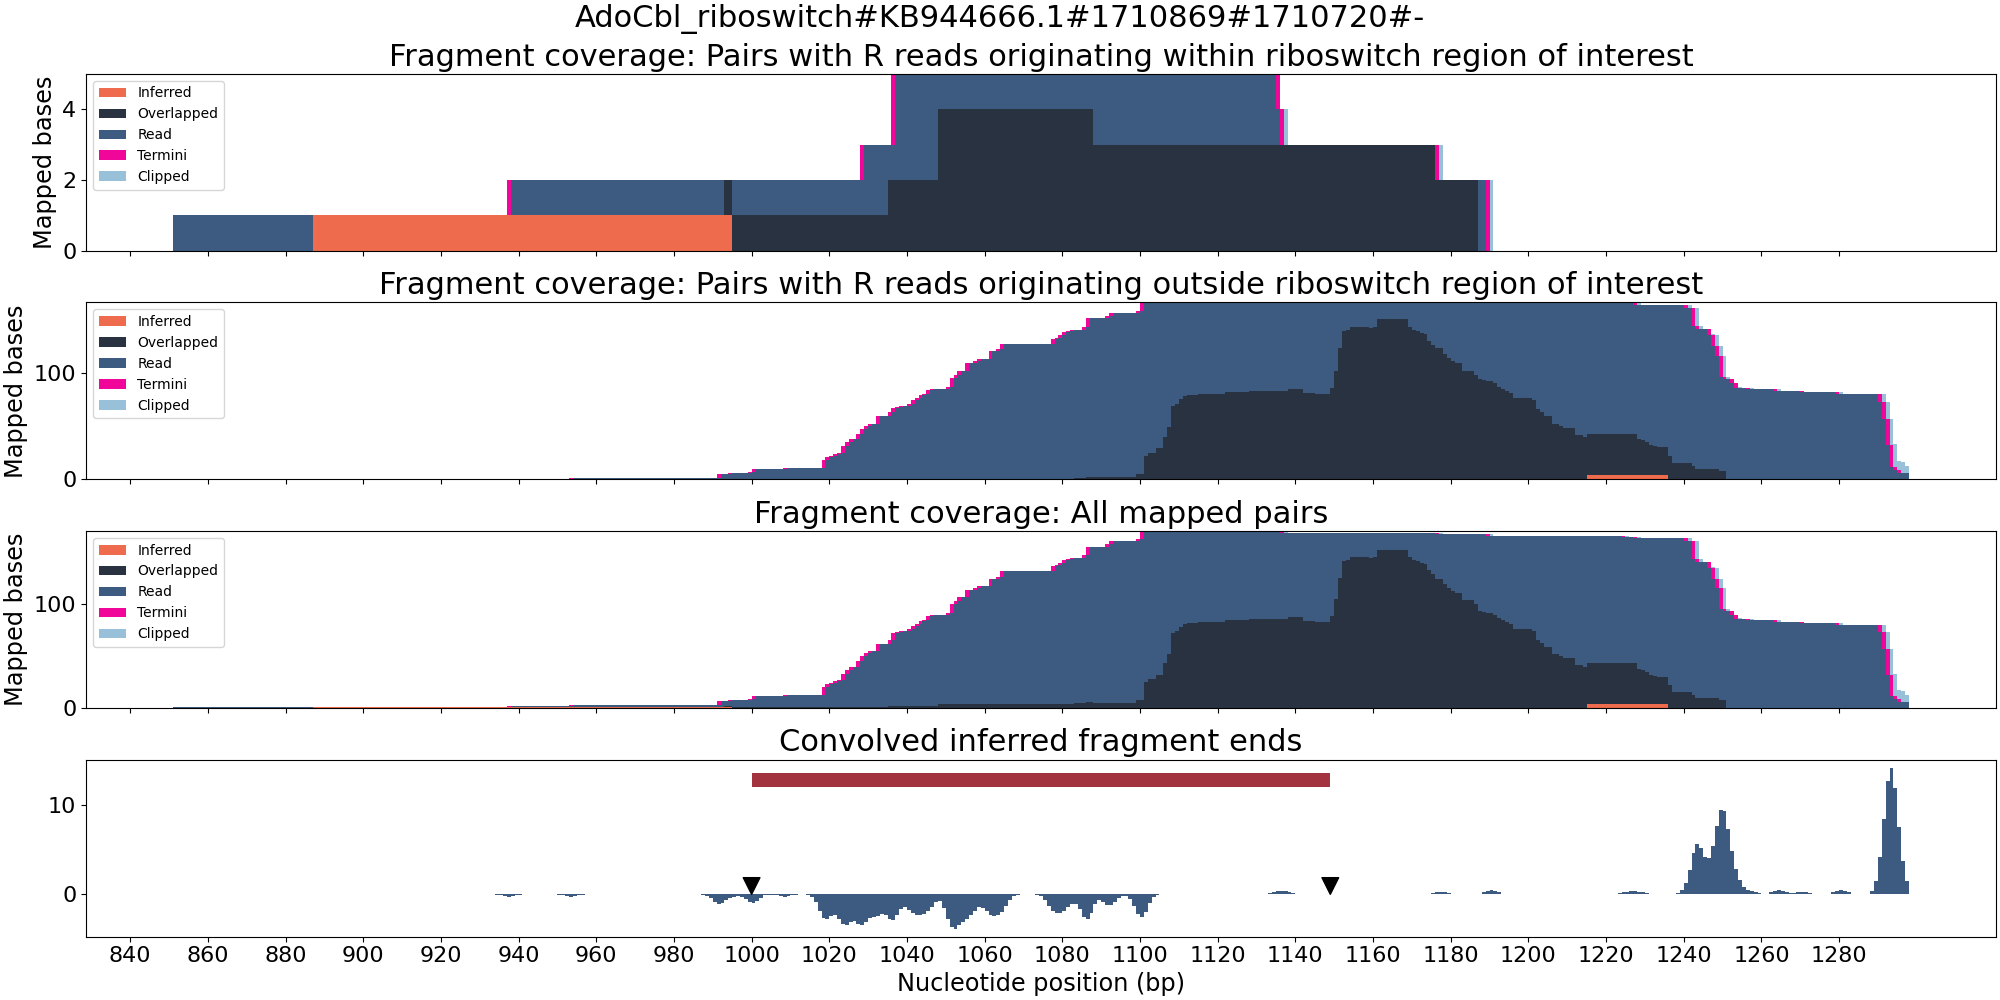 AdoCbl_riboswitch#KB944666.1#1710869#1710720#-
Fragment coverage: Pairs with R reads originating within riboswitch region of interest
Mapped bases
4
2
0
Inferred
Overlapped
Read
Termini
Clipped
Fragment coverage: Pairs with R reads originating outside riboswitch region of interest
Mapped bases
100
0
Inferred
Overlapped
Read
Termini
Clipped
Fragment coverage: All mapped pairs
Mapped bases
100
0
Inferred
Overlapped
Read
Termini
Clipped
Convolved inferred fragment ends
10
0
840 860 880 900 920 940 960 980 1000 1020 1040 1060 1080 1100 1120 1140 1160 1180 1200 1220 1240 1260 1280
Nucleotide position (bp)